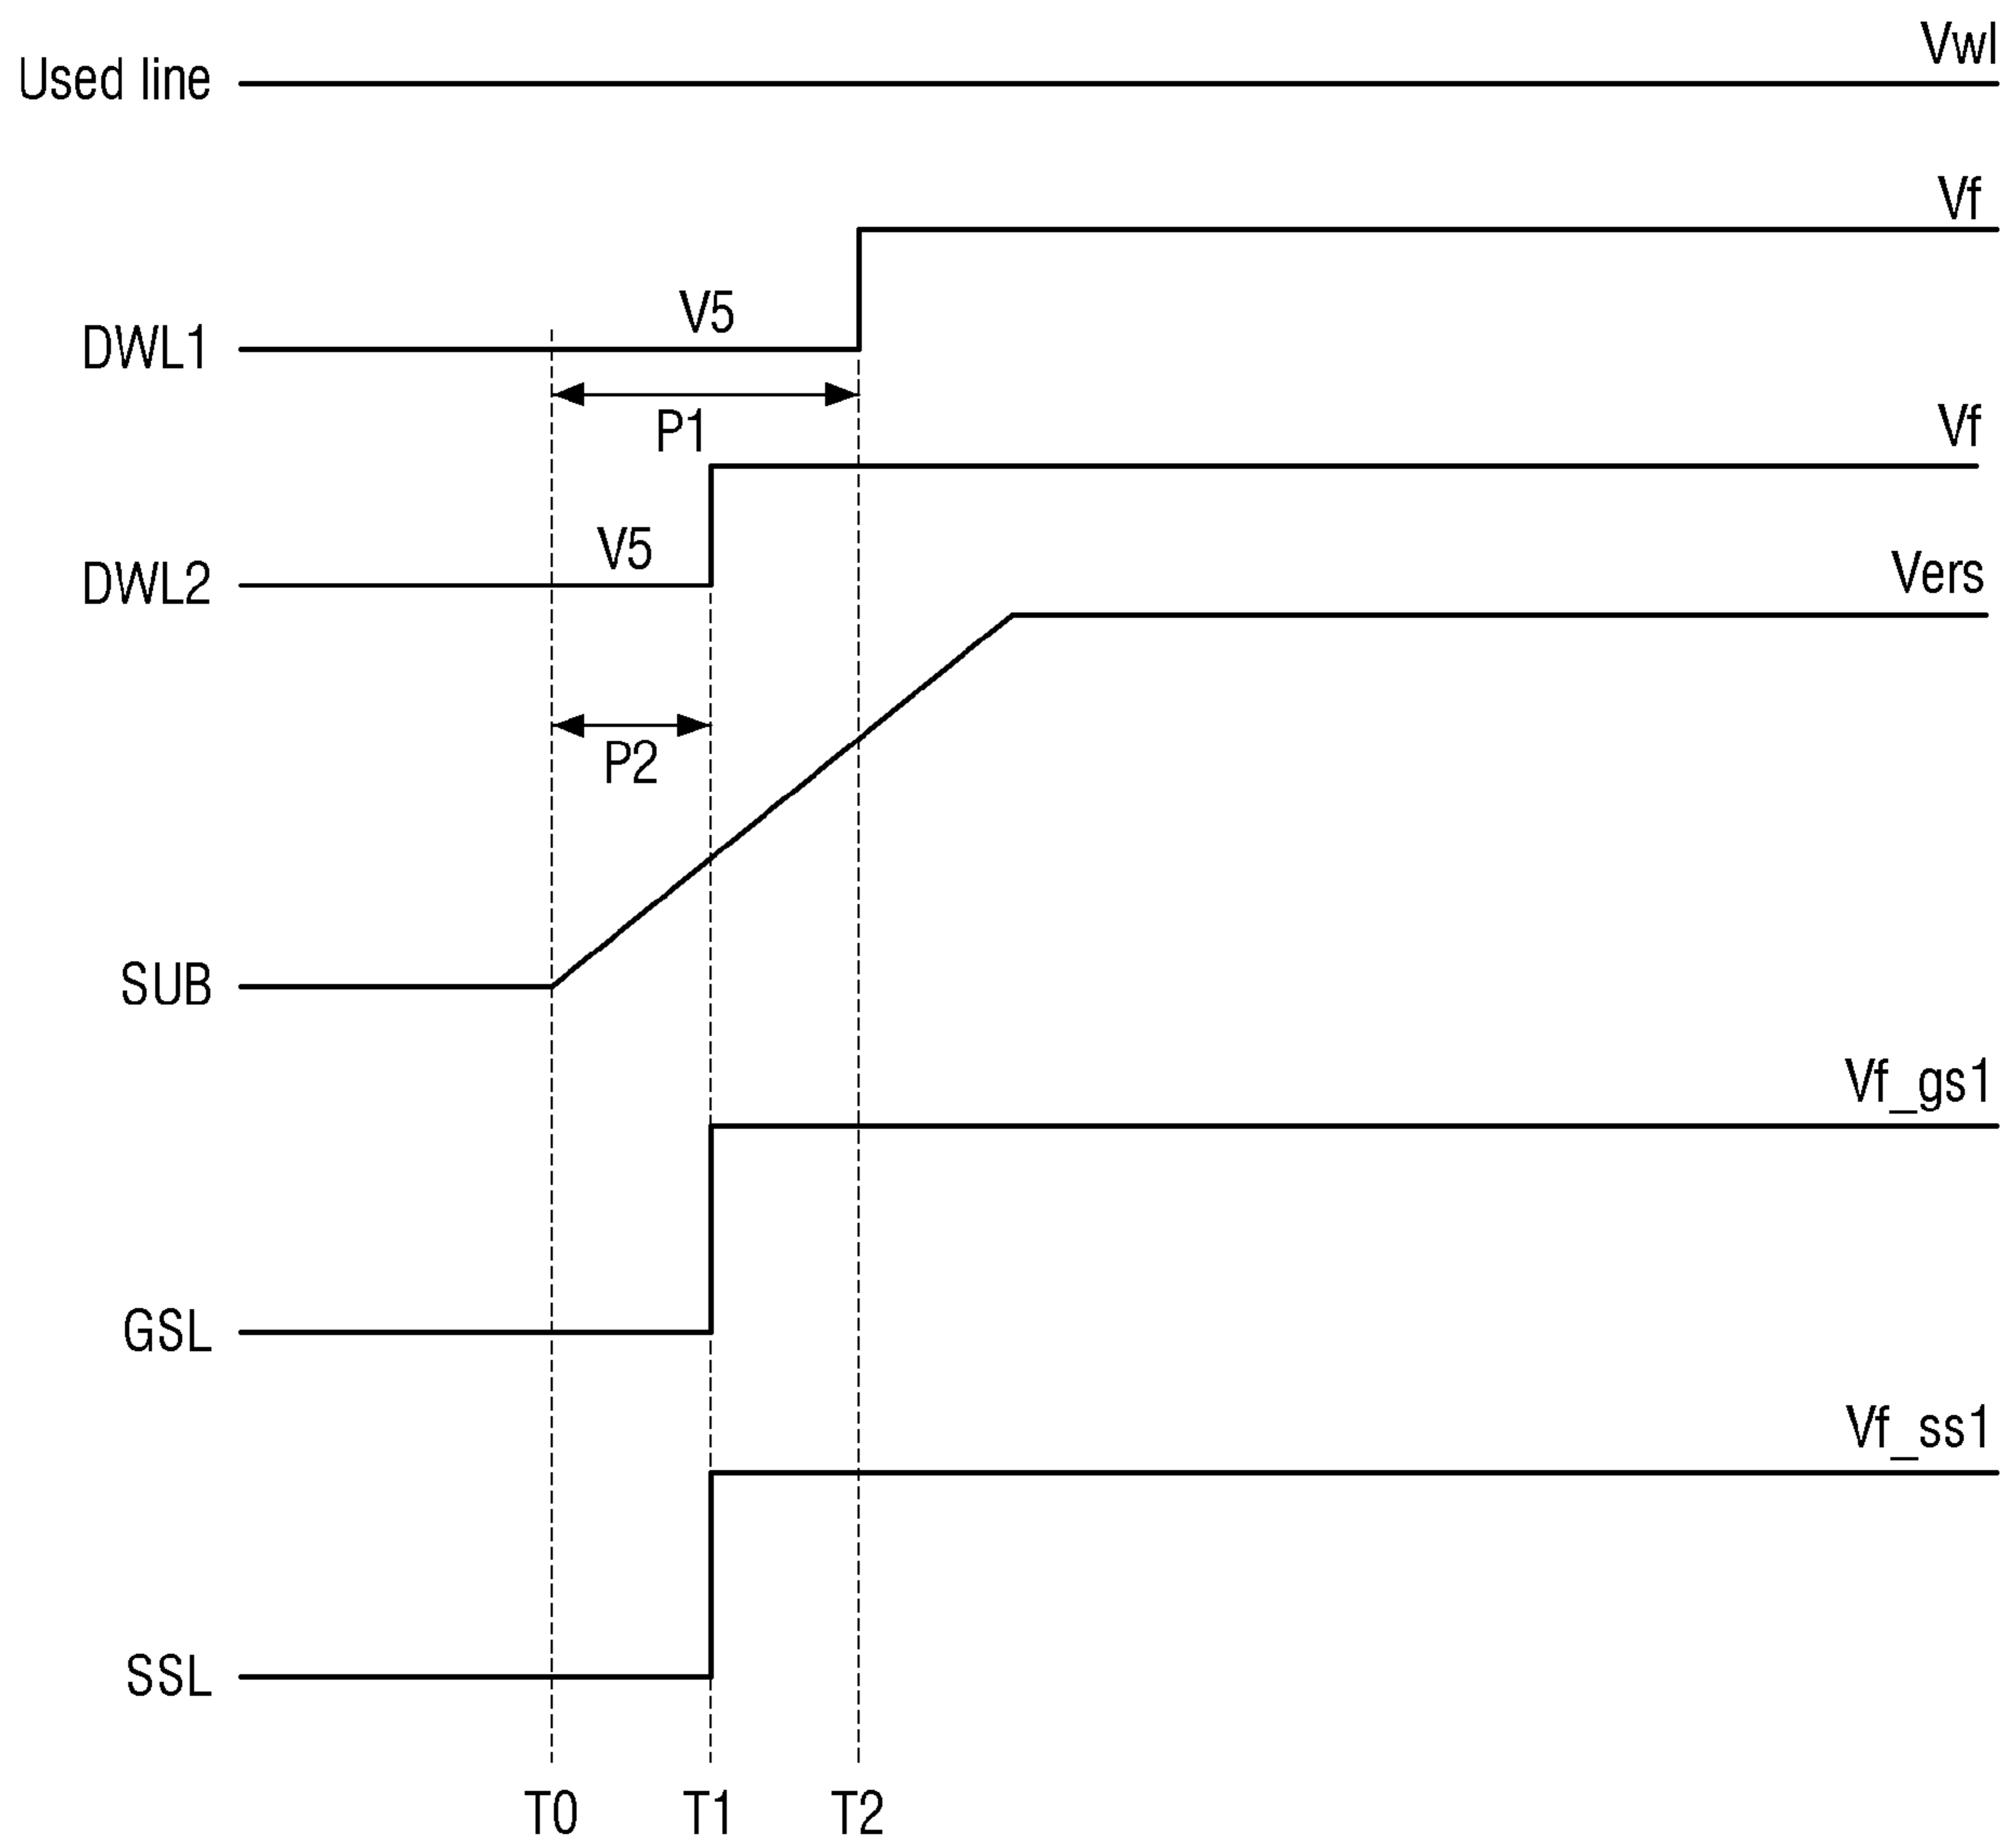 Vwl
Used line
Vf
V5
DWL1
P1
Vf
V5
DWL2
Vers
P2
SUB
Vf_gs1
GSL
Vf_ss1
SSL
T0 T1 T2